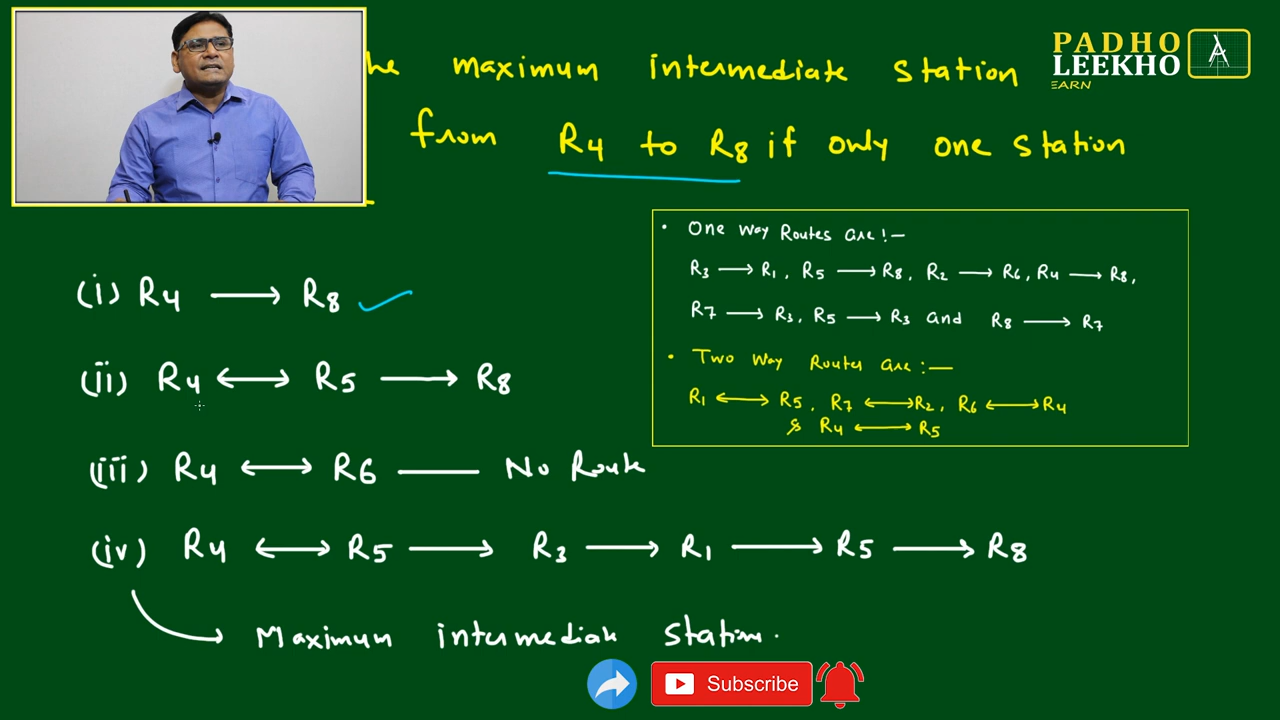 he maximum intermediate station
from R4 to R8 if only one station
PADHO
LEEKHO
EARN
• One way Routes are:-
R3 → R1, R5 → R8, R2 → R6, R4 → R8,
R7 → R3, R5 → R3 and R8 → R7
• Two way Routes are:-
R1 ↔ R5, R7 ↔ R2, R6 ↔ R4
& R4 ↔ R5
(i) R4 → R8 ✓
(ii) R4 ↔ R5 → R8
(iii) R4 ↔ R6 — No Route
(iv) R4 ↔ R5 → R3 → R1 → R5 → R8
→ Maximum intermediate station.
Subscribe